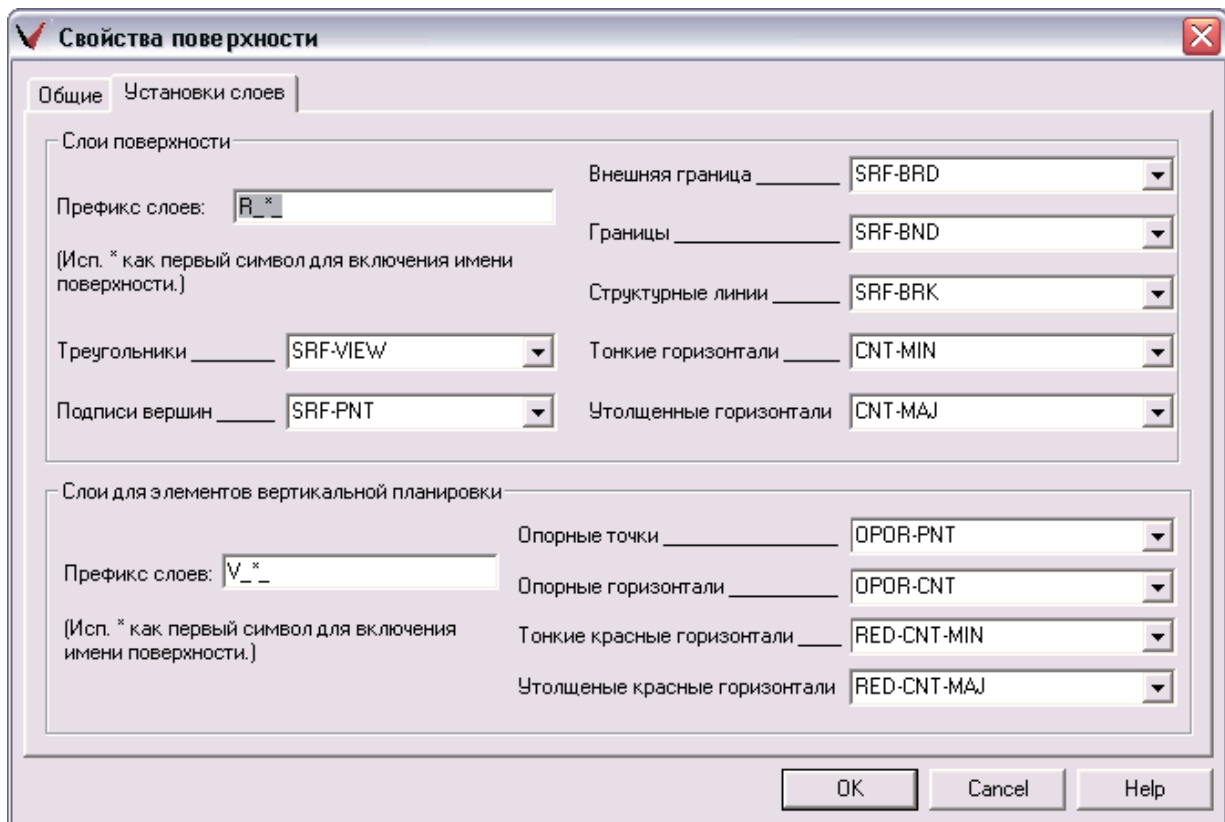 Свойства поверхности
Общие
Установки слоев
Слои поверхности
Префикс слоев: R_*_
(Исп. * как первый символ для включения имени
поверхности.)
Треугольники ________ SRF-VIEW
Подписи вершин _____ SRF-PNT
Внешняя граница _______ SRF-BRD
Границы ______________ SRF-BND
Структурные линии ______ SRF-BRK
Тонкие горизонтали _____ CNT-MIN
Утолщенные горизонтали CNT-MAJ
Слои для элементов вертикальной планировки
Префикс слоев: V_*_
(Исп. * как первый символ для включения
имени поверхности.)
Опорные точки ________________ OPOR-PNT
Опорные горизонтали __________ OPOR-CNT
Тонкие красные горизонтали ____ RED-CNT-MIN
Утолщеные красные горизонтали RED-CNT-MAJ
OK
Cancel
Help